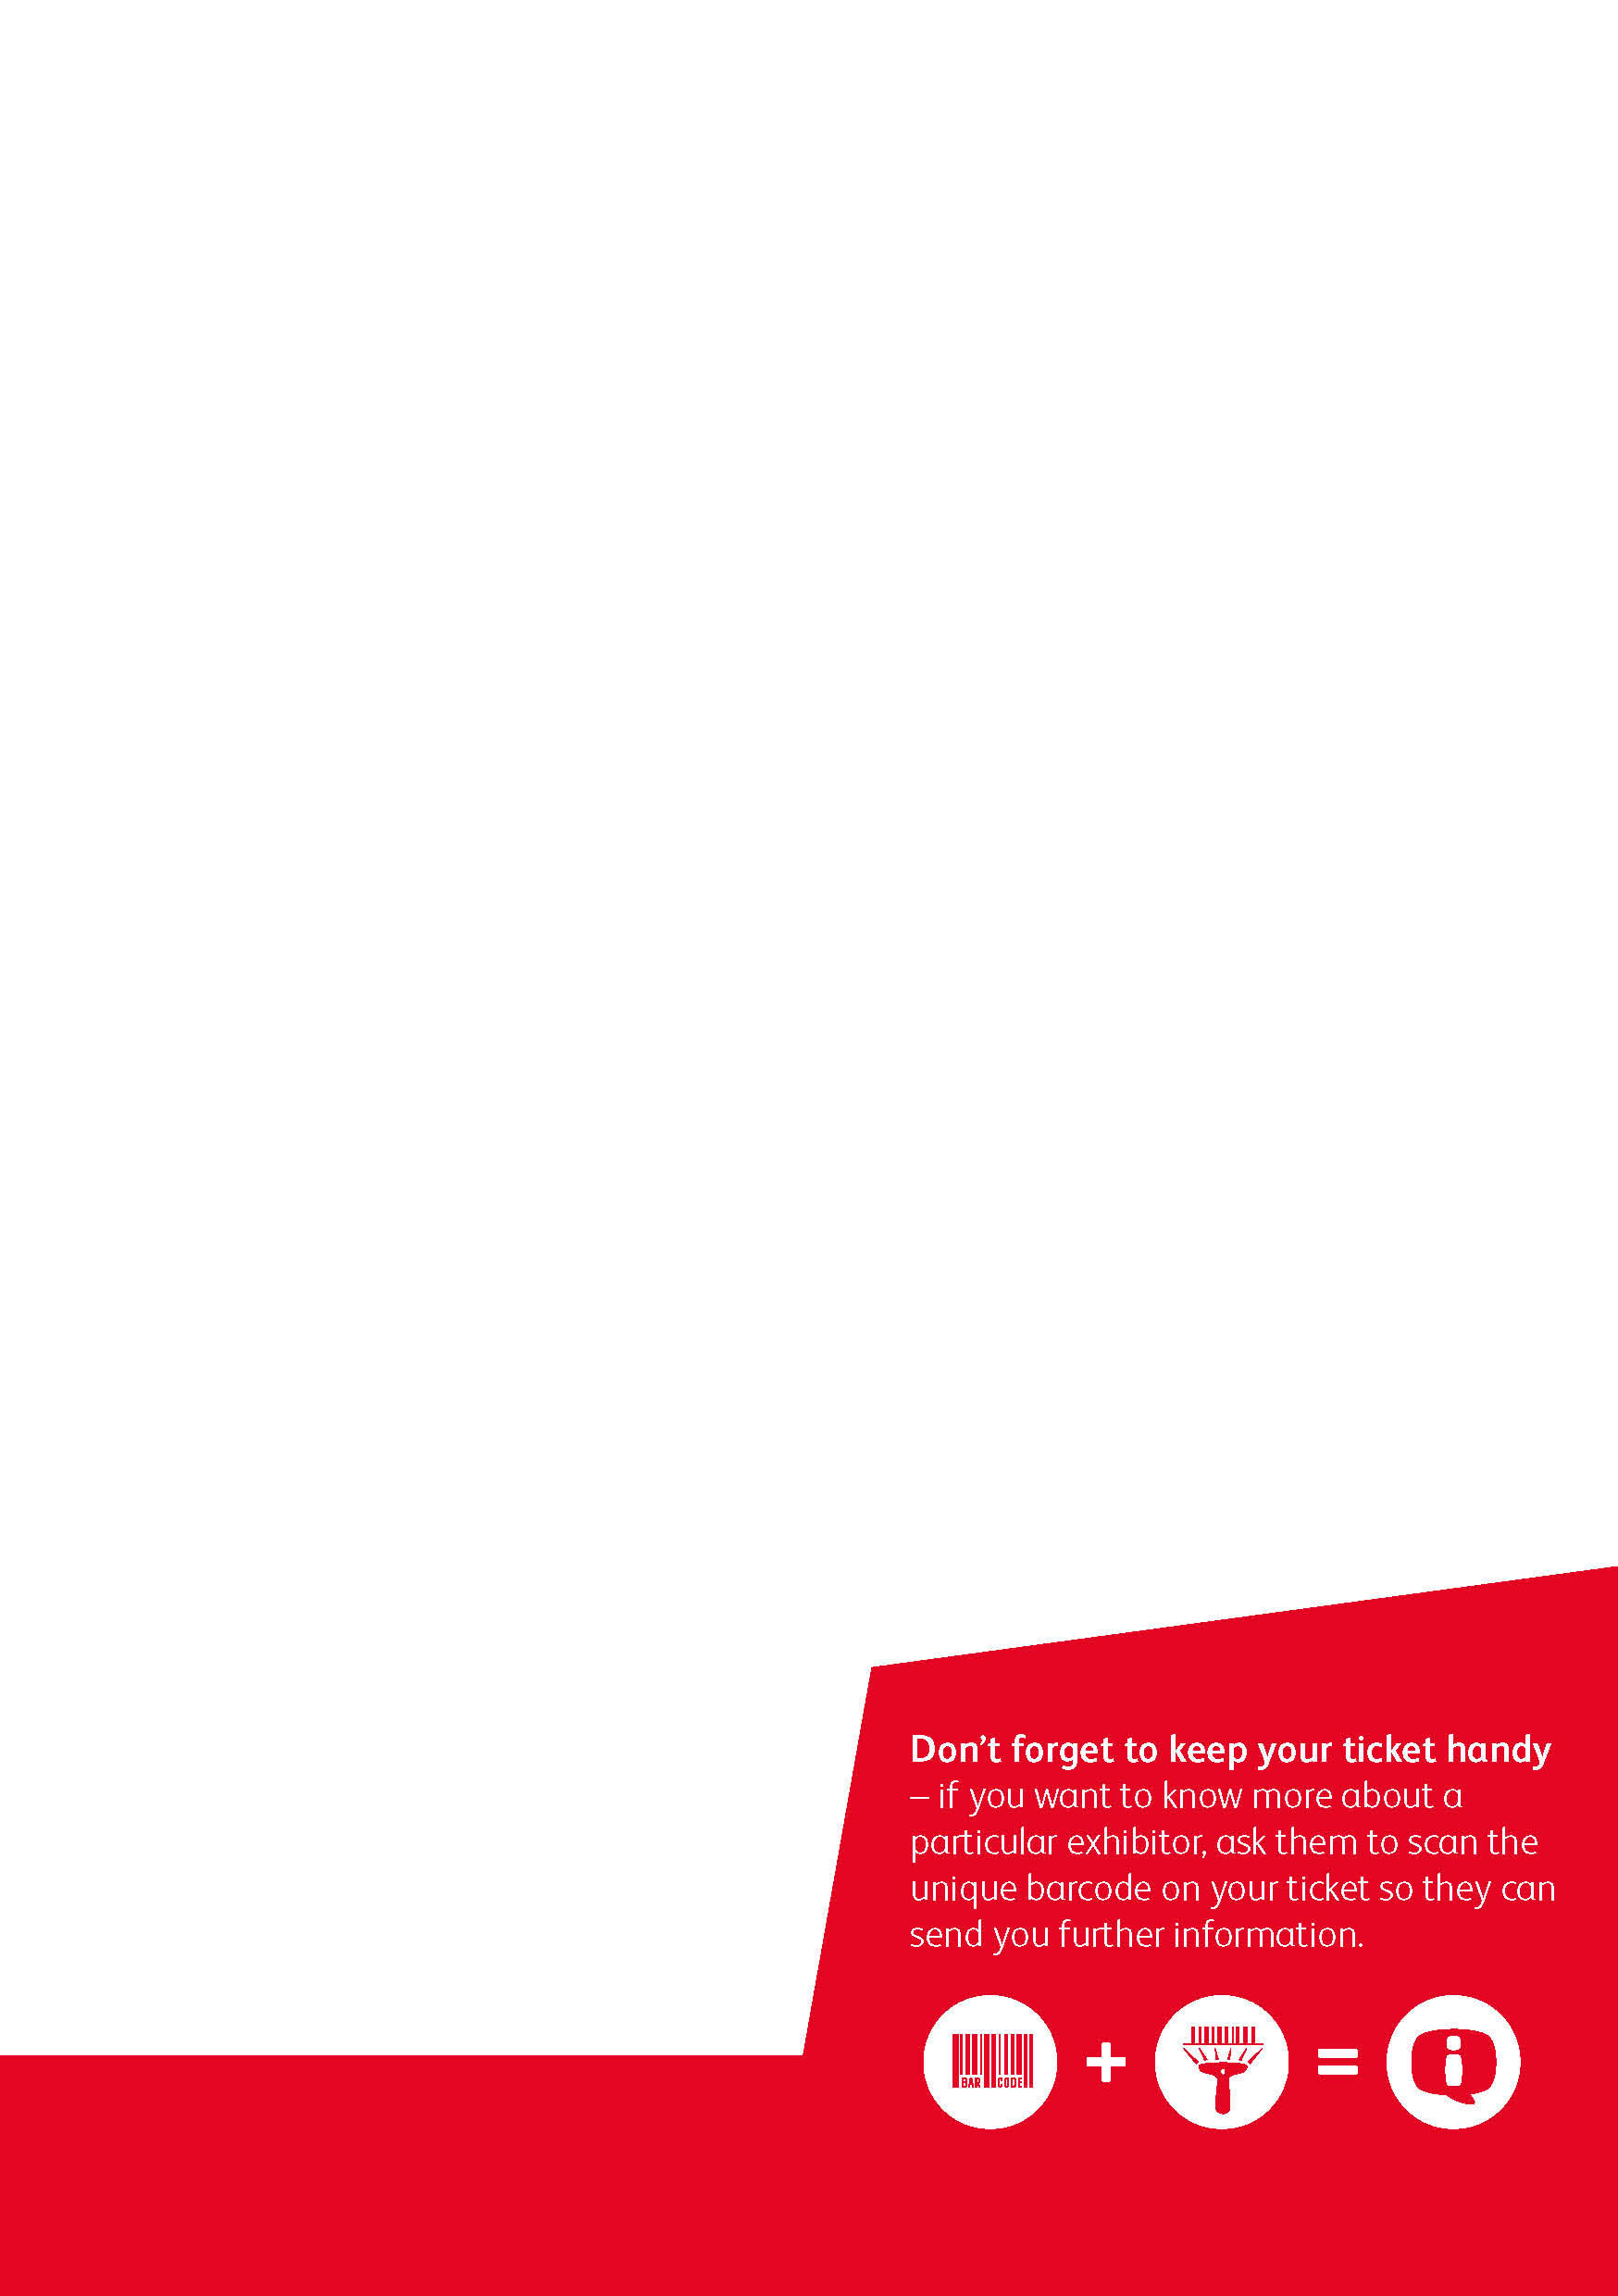 Don’t forget to keep your ticket handy
– if you want to know more about a
particular exhibitor, ask them to scan the
unique barcode on your ticket so they can
send you further information.
BAR CODE
+
=
i